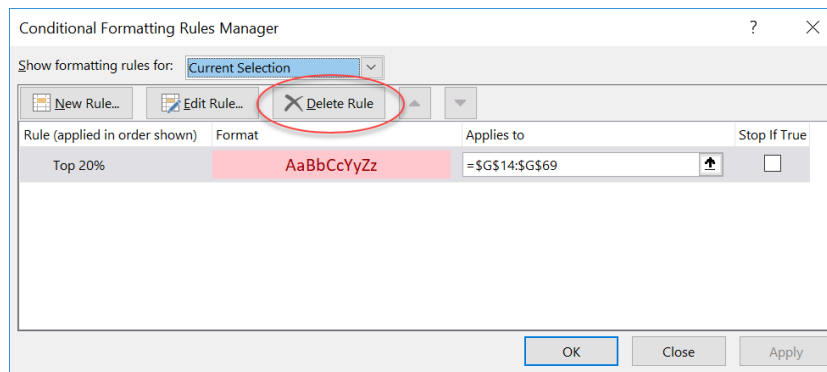 Conditional Formatting Rules Manager ?
Show formatting rules for: Current Selection
New Rule... Edit Rule... Delete Rule
Rule (applied in order shown) Format Applies to Stop If True
Top 20% AaBbCcYyZz =$G$14:$G$69
OK Close Apply